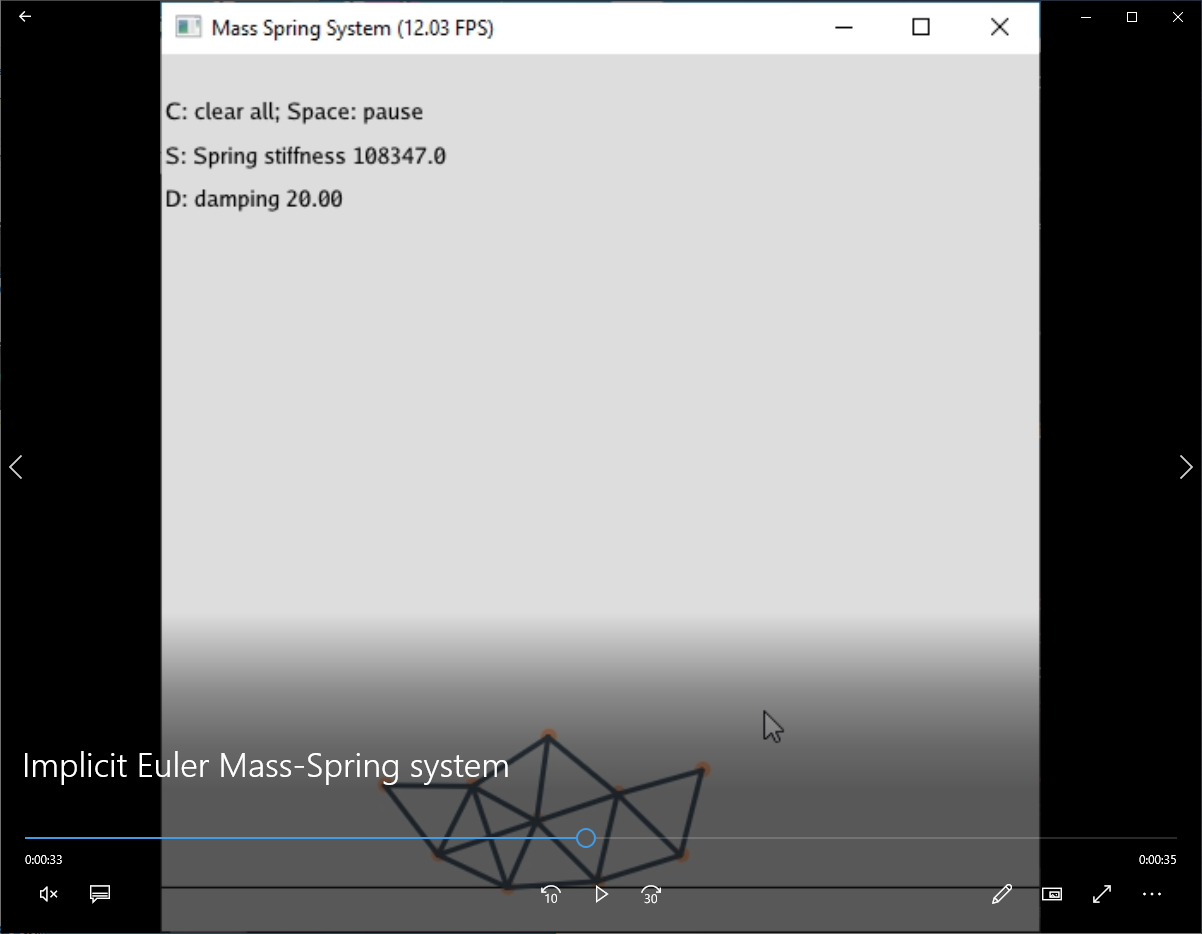 Mass Spring System (12.03 FPS)
C: clear all; Space: pause
S: Spring stiffness 108347.0
D: damping 20.00
Implicit Euler Mass-Spring system
0:00:33
0:00:35
10
30